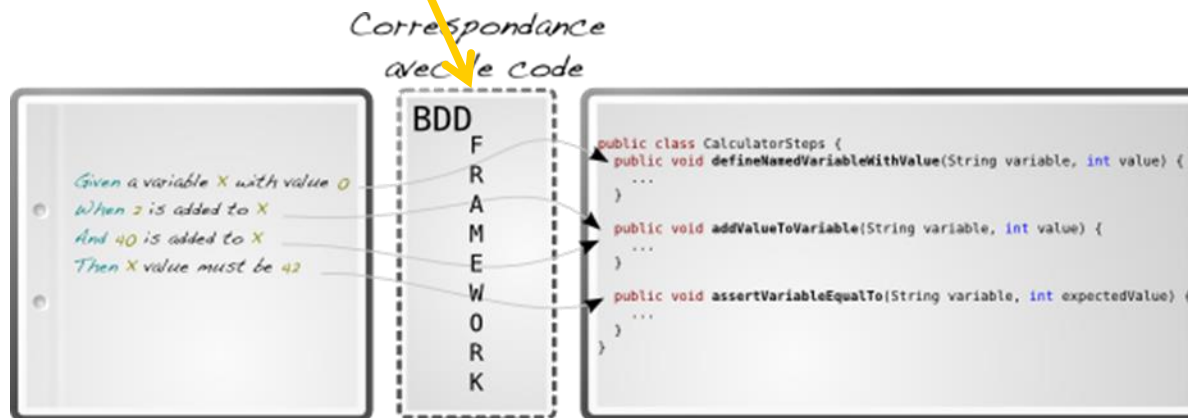 Correspondance
avec le code
Given a variable X with value 0
When 2 is added to X
And 40 is added to X
Then X value must be 42
BDD
F
R
A
M
E
W
O
R
K
public class CalculatorSteps {
public void defineNamedVariableWithValue(String variable, int value) {
...
}
public void addValueToVariable(String variable, int value) {
...
}
public void assertVariableEqualTo(String variable, int expectedValue) {
...
}
}